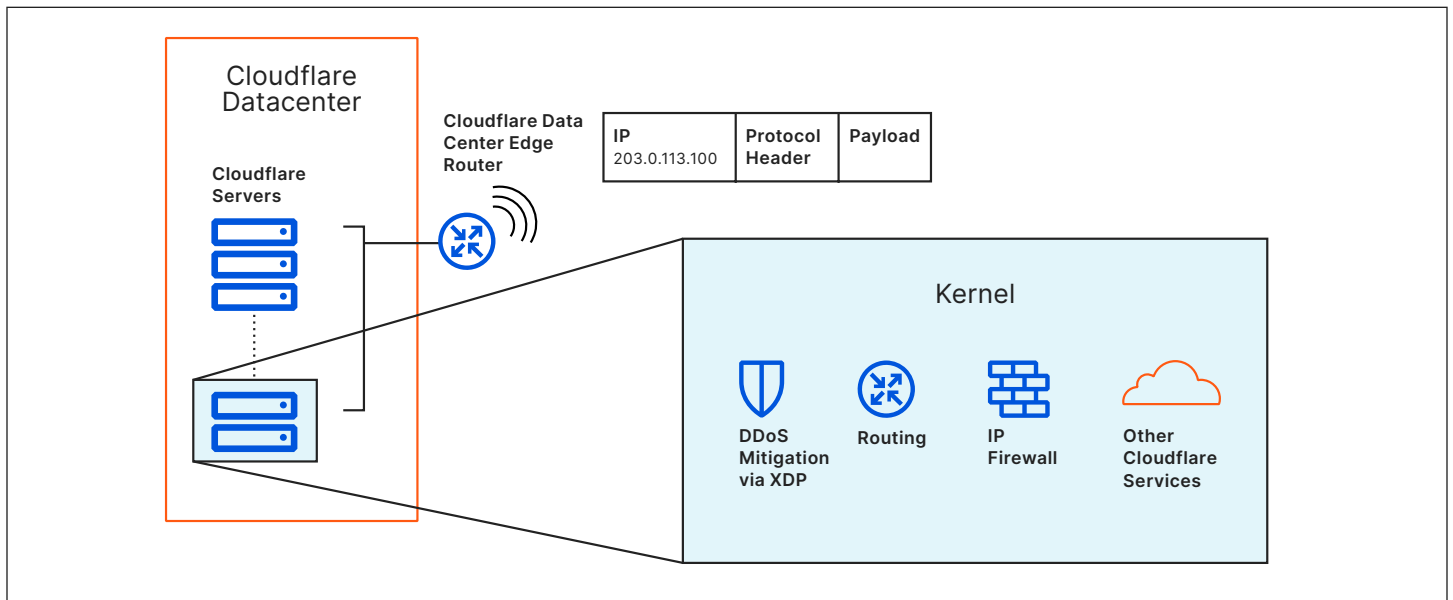 Cloudflare
Datacenter
Cloudflare
Servers
Cloudflare Data
Center Edge
Router
IP
203.0.113.100
Protocol
Header
Payload
Kernel
DDoS
Mitigation
via XDP
Routing
IP
Firewall
Other
Cloudflare
Services